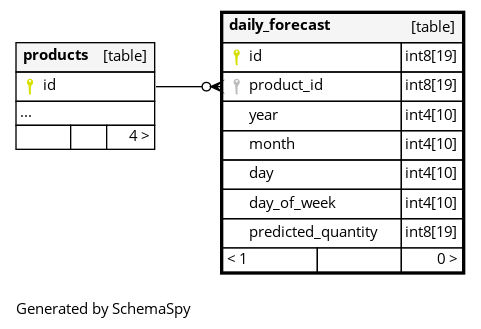 products [table]
id
...
4 >
daily_forecast [table]
id int8[19]
product_id int8[19]
year int4[10]
month int4[10]
day int4[10]
day_of_week int4[10]
predicted_quantity int8[19]
< 1 0 >
Generated by SchemaSpy